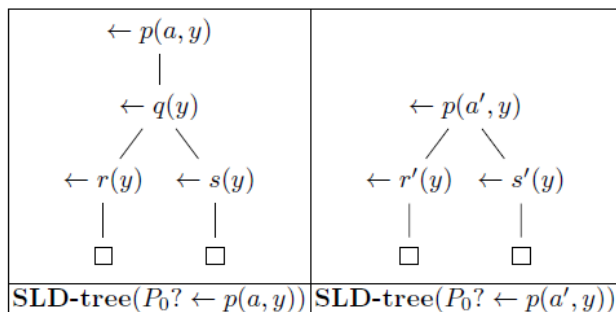 ← p(a, y)
← q(y)
← r(y) ← s(y)
□ □
SLD-tree(P₀? ← p(a, y))
← p(a′, y)
← r′(y) ← s′(y)
□ □
SLD-tree(P₀? ← p(a′, y))